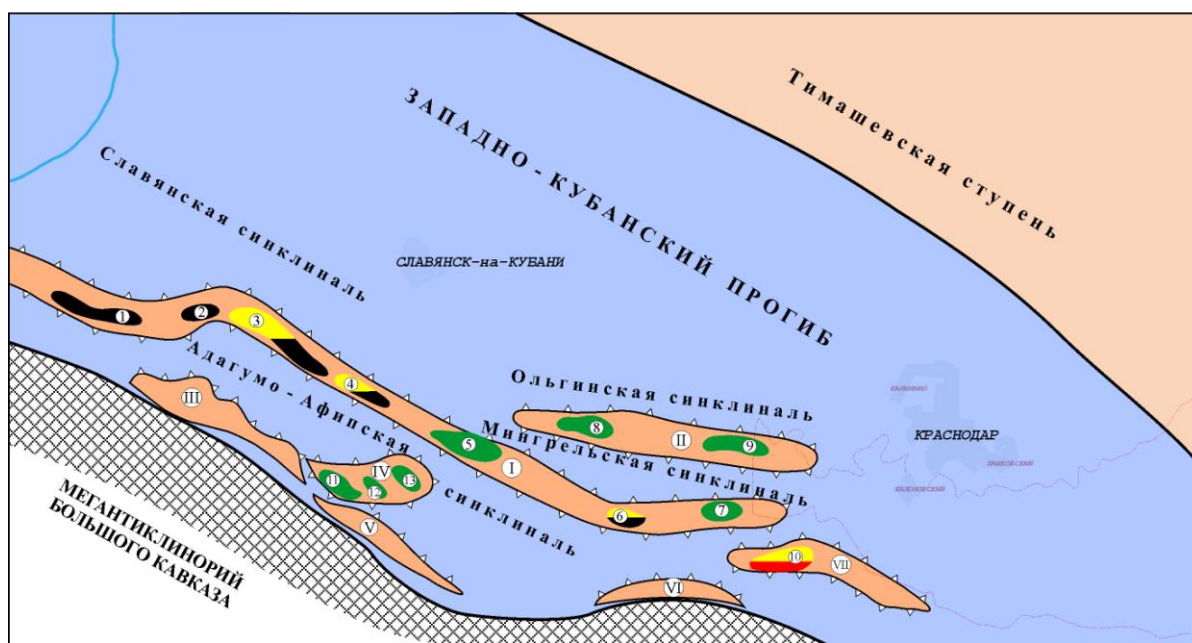 Тимашевская ступень
ЗАПАДНО - КУБАНСКИЙ ПРОГИБ
Славянская синклиналь
СЛАВЯНСК-на-КУБАНИ
1
2
3
4
Адагумо - Афипская
синклиналь
Ольгинская синклиналь
КРАСНОДАР
III
8
II
9
5
Мингрельская синклиналь
I
IV
11
12
13
6
7
V
10
VII
VI
МЕГАНТИКЛИНОРИЙ
БОЛЬШОГО КАВКАЗА